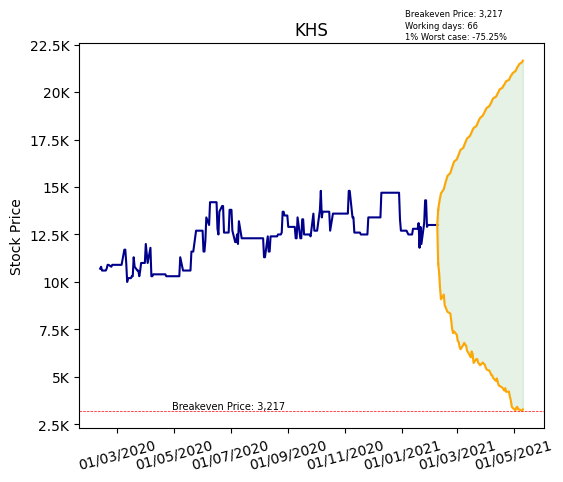 Breakeven Price: 3,217
Working days: 66
1% Worst case: -75.25%
KHS
22.5K
20K
17.5K
15K
12.5K
10K
7.5K
5K
2.5K
Stock Price
Breakeven Price: 3,217
01/03/2020
01/05/2020
01/07/2020
01/09/2020
01/11/2020
01/01/2021
01/03/2021
01/05/2021